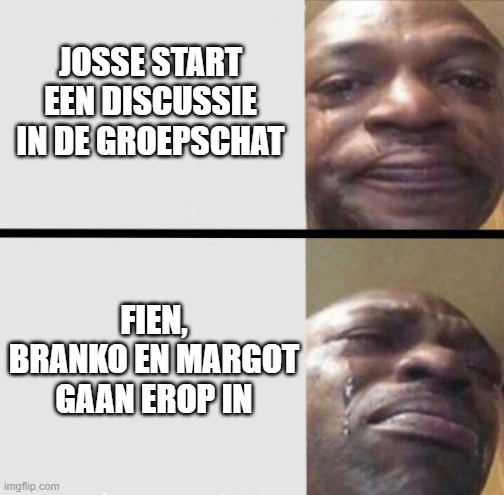 JOSSE START
EEN DISCUSSIE
IN DE GROEPSCHAT
FIEN,
BRANKO EN MARGOT
GAAN EROP IN
imgflip.com